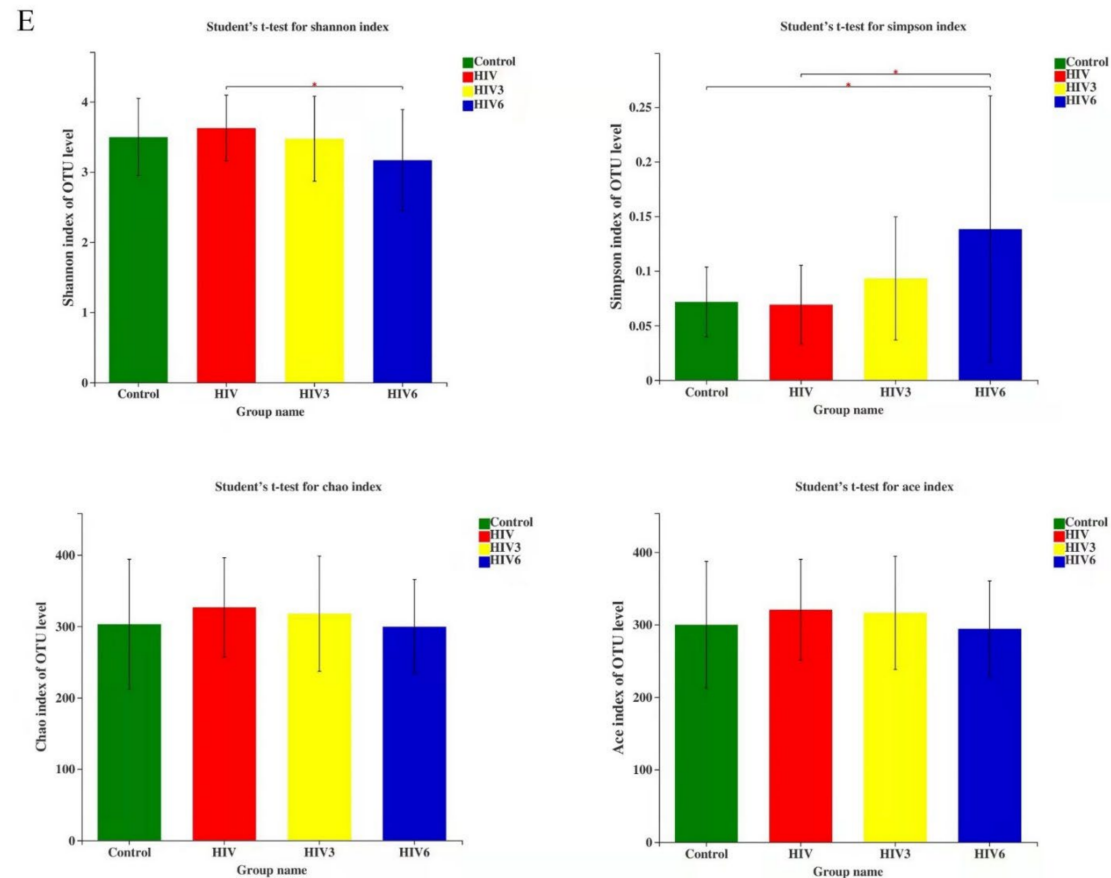 E
Student's t-test for shannon index
Control
HIV
HIV3
HIV6
*
4
3
2
1
0
Shannon index of OTU level
Control HIV HIV3 HIV6
Group name
Student's t-test for simpson index
Control
HIV
HIV3
HIV6
*
*
0.25
0.2
0.15
0.1
0.05
0
Simpson index of OTU level
Control HIV HIV3 HIV6
Group name
Student's t-test for chao index
Control
HIV
HIV3
HIV6
400
300
200
100
0
Chao index of OTU level
Control HIV HIV3 HIV6
Group name
Student's t-test for ace index
Control
HIV
HIV3
HIV6
400
300
200
100
0
Ace index of OTU level
Control HIV HIV3 HIV6
Group name